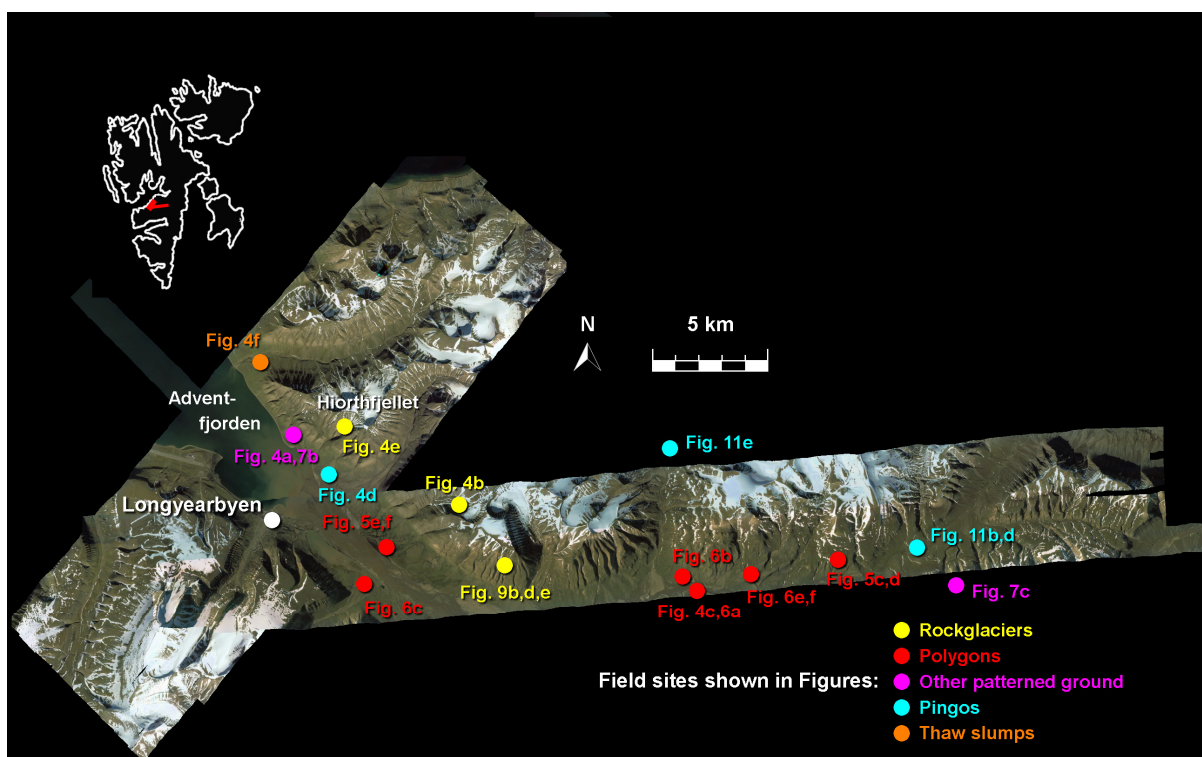 N
5 km
Fig. 4f
Advent-
fjorden
Hiorthfjellet
Fig. 4a,7b
Fig. 4e
Fig. 11e
Fig. 4d
Fig. 4b
Longyearbyen
Fig. 5e,f
Fig. 11b,d
Fig. 6b
Fig. 5c,d
Fig. 6c
Fig. 9b,d,e
Fig. 4c,6a
Fig. 6e,f
Fig. 7c
Field sites shown in Figures:
Rockglaciers
Polygons
Other patterned ground
Pingos
Thaw slumps